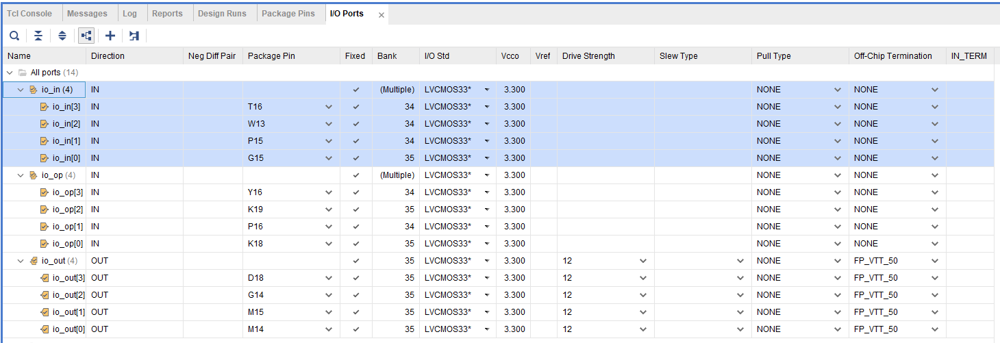 Tcl Console Messages Log Reports Design Runs Package Pins I/O Ports
Name Direction Neg Diff Pair Package Pin Fixed Bank I/O Std Vcco Vref Drive Strength Slew Type Pull Type Off-Chip Termination IN_TERM
All ports (14)
io_in (4) IN (Multiple) LVCMOS33* 3.300 NONE NONE
io_in[3] IN T16 34 LVCMOS33* 3.300 NONE NONE
io_in[2] IN W13 34 LVCMOS33* 3.300 NONE NONE
io_in[1] IN P15 34 LVCMOS33* 3.300 NONE NONE
io_in[0] IN G15 35 LVCMOS33* 3.300 NONE NONE
io_op (4) IN (Multiple) LVCMOS33* 3.300 NONE NONE
io_op[3] IN Y16 34 LVCMOS33* 3.300 NONE NONE
io_op[2] IN K19 35 LVCMOS33* 3.300 NONE NONE
io_op[1] IN P16 34 LVCMOS33* 3.300 NONE NONE
io_op[0] IN K18 35 LVCMOS33* 3.300 NONE NONE
io_out (4) OUT 35 LVCMOS33* 3.300 12 NONE FP_VTT_50
io_out[3] OUT D18 35 LVCMOS33* 3.300 12 NONE FP_VTT_50
io_out[2] OUT G14 35 LVCMOS33* 3.300 12 NONE FP_VTT_50
io_out[1] OUT M15 35 LVCMOS33* 3.300 12 NONE FP_VTT_50
io_out[0] OUT M14 35 LVCMOS33* 3.300 12 NONE FP_VTT_50